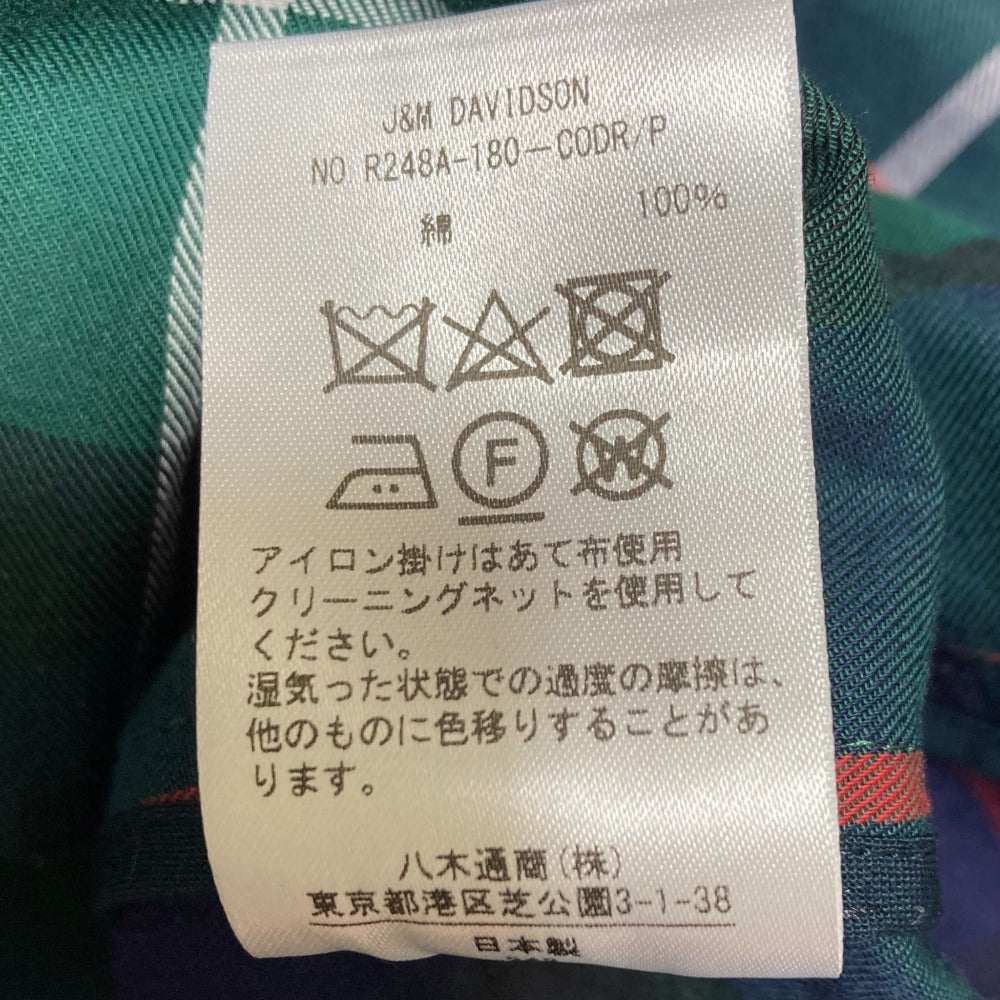 J&M DAVIDSON
NO R248A-180-CODR/P
綿 100%
F W
アイロン掛けはあて布使用
クリーニングネットを使用して
ください。
湿気った状態での過度の摩擦は、
他のものに色移りすることがあ
ります。
八木通商(株)
東京都港区芝公園3-1-38
日本製